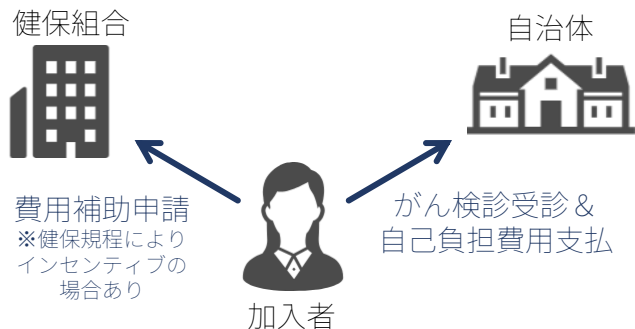 健保組合
自治体
費用補助申請
※健保規程により
インセンティブの
場合あり
がん検診受診＆
自己負担費用支払
加入者